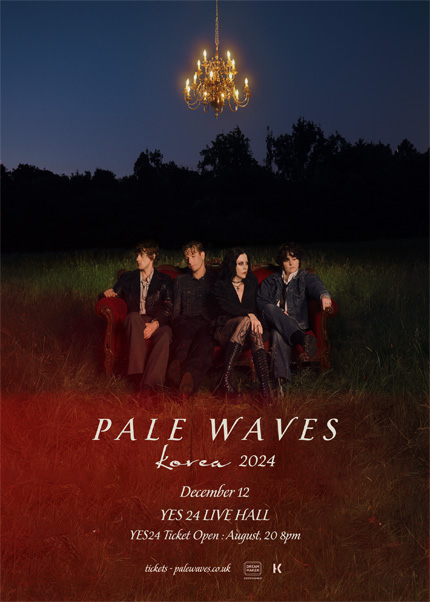 PALE WAVES
korea 2024
December 12
YES 24 LIVE HALL
YES24 Ticket Open : August, 20 8pm
tickets - palewaves.co.uk
DREAM
MAKER
K